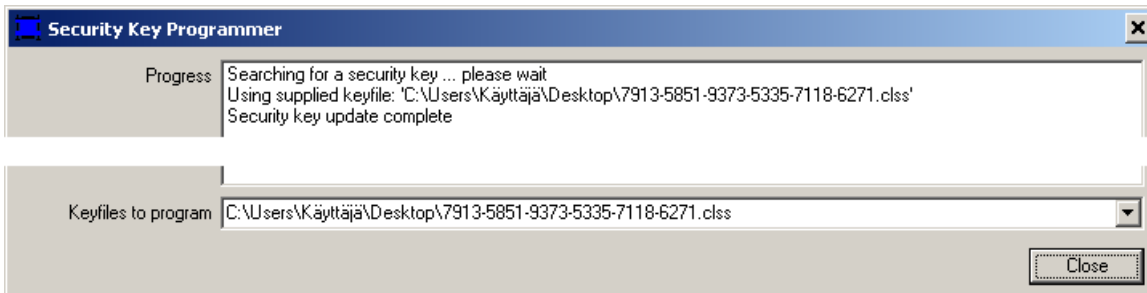 Security Key Programmer
Progress
Searching for a security key ... please wait
Using supplied keyfile: 'C:\Users\Käyttäjä\Desktop\7913-5851-9373-5335-7118-6271.clss'
Security key update complete
Keyfiles to program
C:\Users\Käyttäjä\Desktop\7913-5851-9373-5335-7118-6271.clss
Close